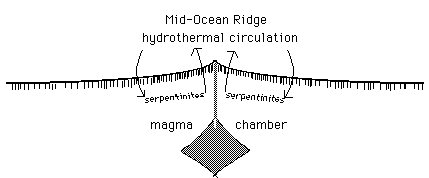 Mid-Ocean Ridge
hydrothermal circulation
serpentinites serpentinites
magma chamber